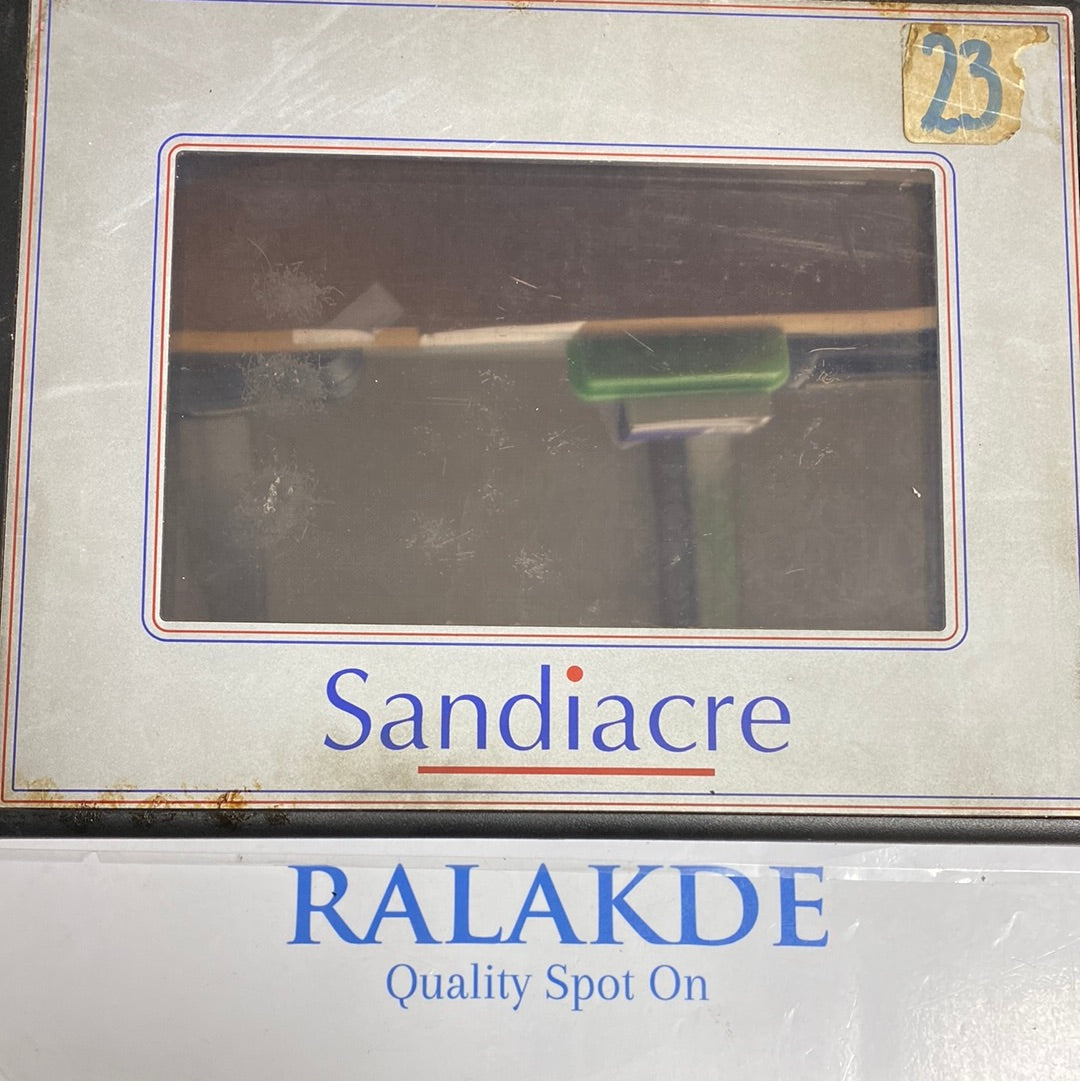 23
Sandiacre
RALAKDE
Quality Spot On